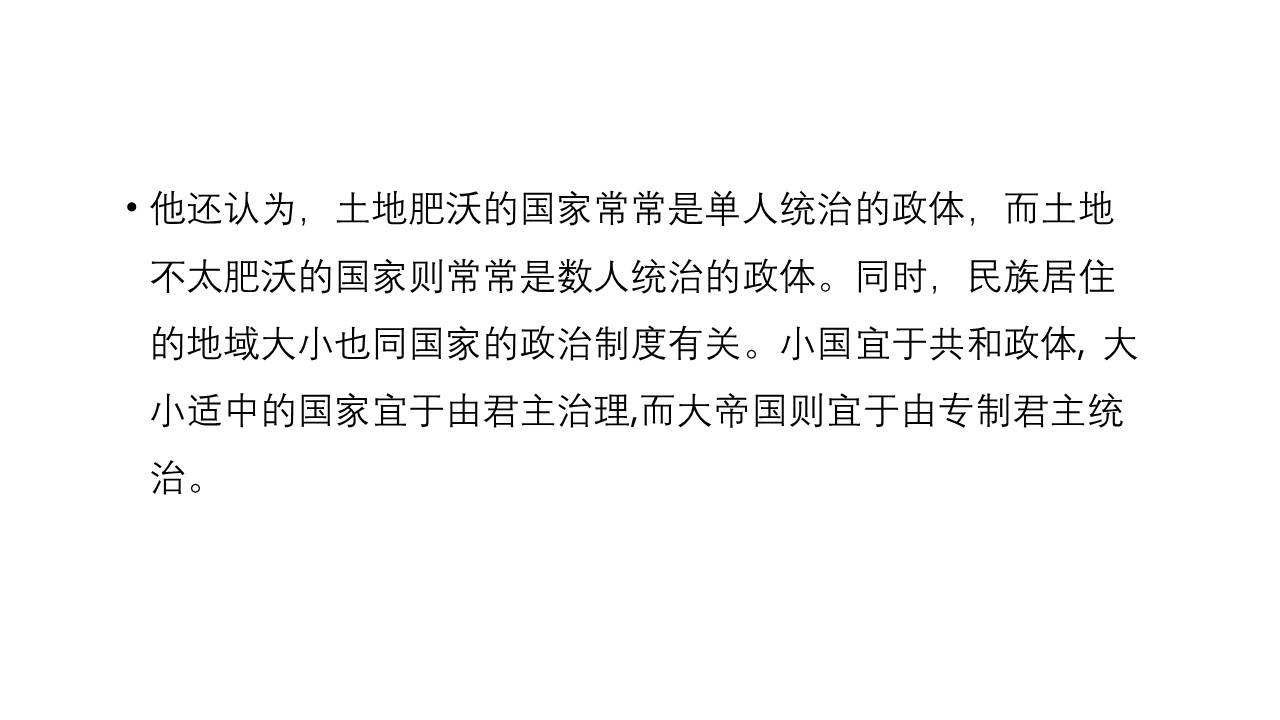 • 他还认为，土地肥沃的国家常常是单人统治的政体，而土地
不太肥沃的国家则常常是数人统治的政体。同时，民族居住
的地域大小也同国家的政治制度有关。小国宜于共和政体, 大
小适中的国家宜于由君主治理,而大帝国则宜于由专制君主统
治。